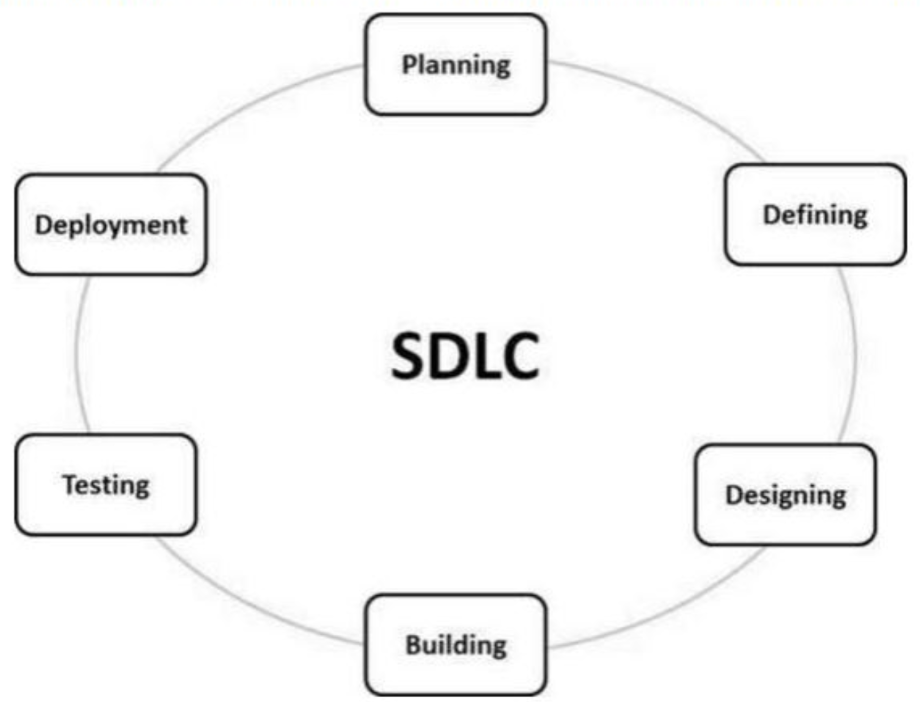 Planning
Defining
Designing
Building
Testing
Deployment
SDLC